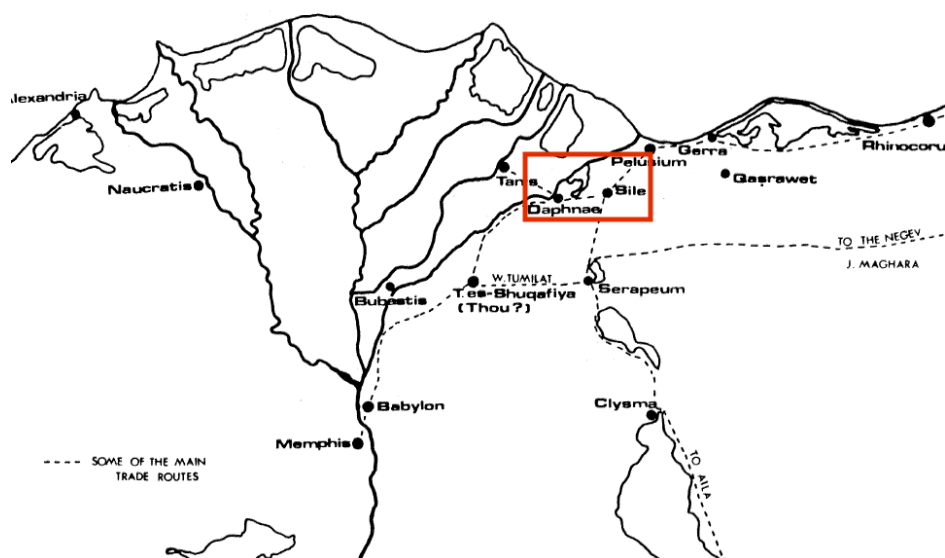 lexandria
Naucratis
Tanis
Daphnae
Pelusium
Sile
Gerra
Qasrawet
Rhinocoru
TO THE NEGEV
J. MAGHARA
W. TUMILAT
Bubastis
T.es-Shuqafiya
(Thou?)
Serapeum
Babylon
Memphis
Clysma
TO AILA
SOME OF THE MAIN
TRADE ROUTES